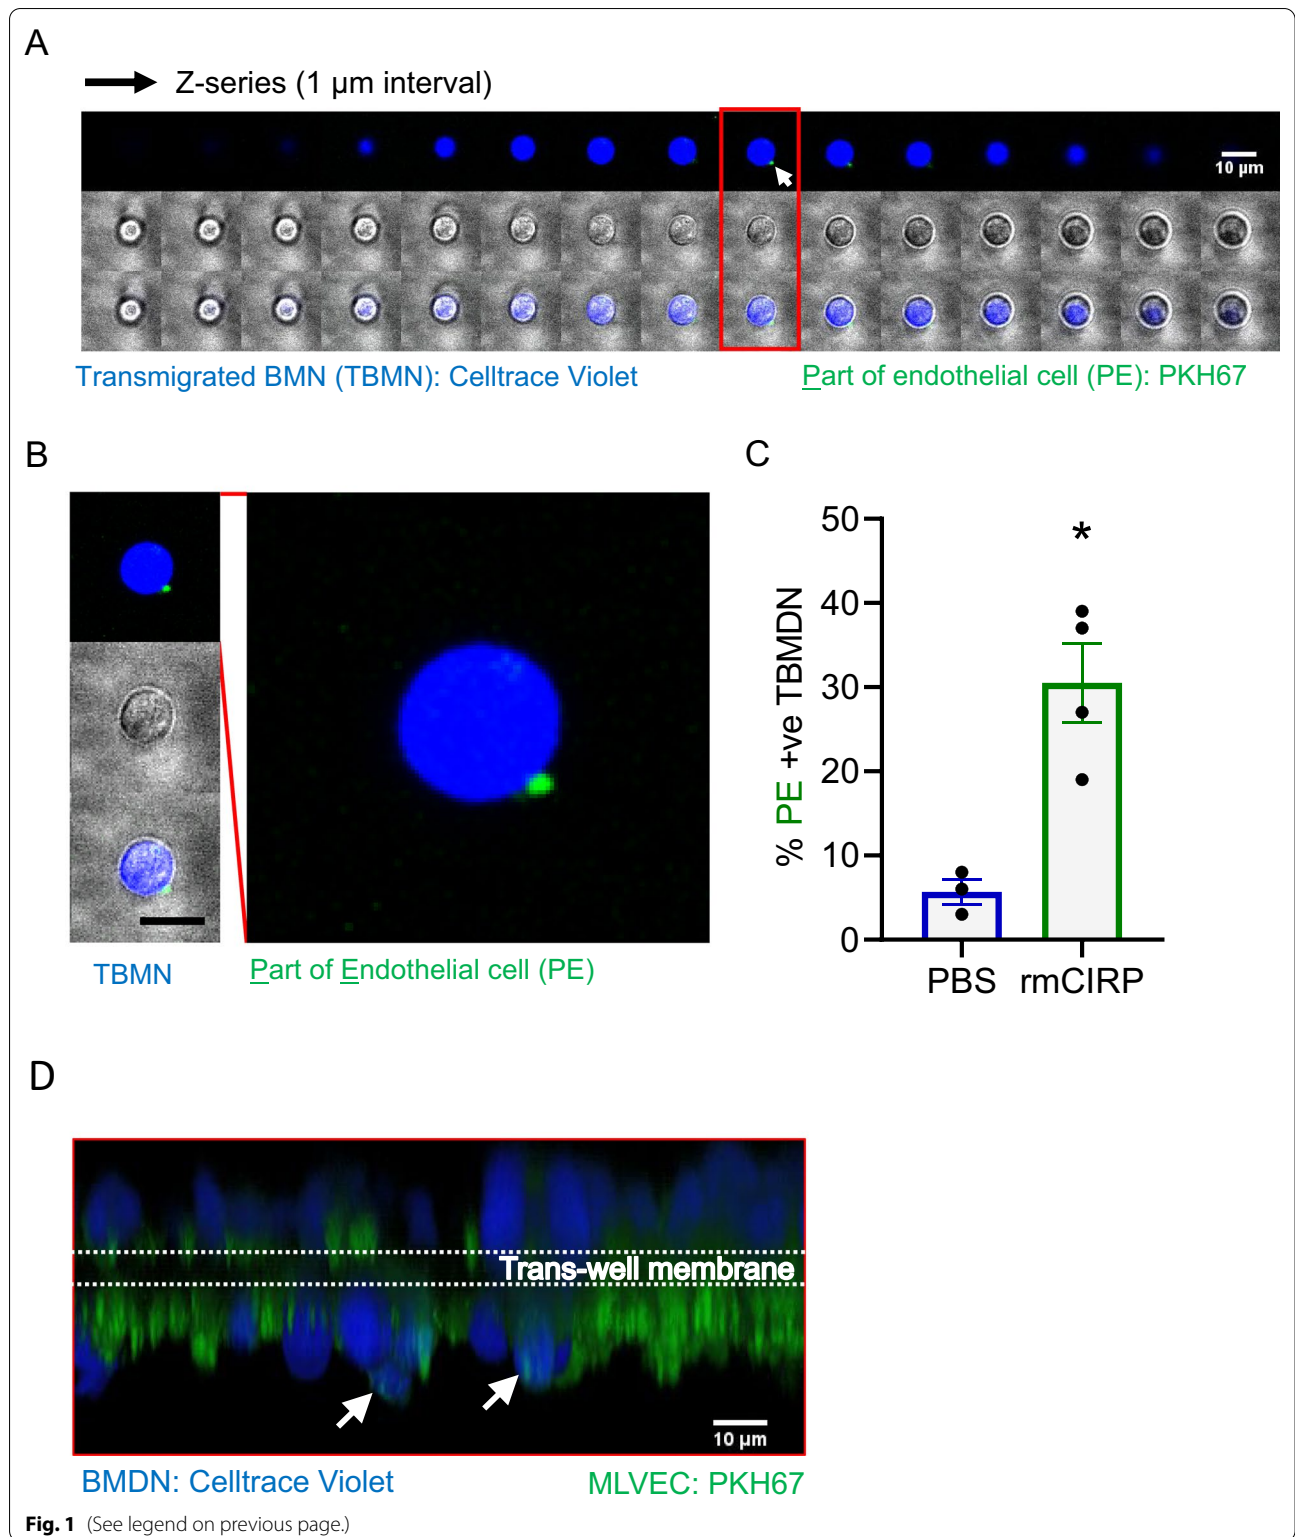 A
Z-series (1 µm interval)
10 µm
Transmigrated BMN (TBMN): Celltrace Violet
Part of endothelial cell (PE): PKH67
B
TBMN
Part of Endothelial cell (PE)
C
% PE +ve TBMDN
50
40
30
20
10
0
*
PBS
rmCIRP
D
Trans-well membrane
10 µm
BMDN: Celltrace Violet
MLVEC: PKH67
Fig. 1 (See legend on previous page.)